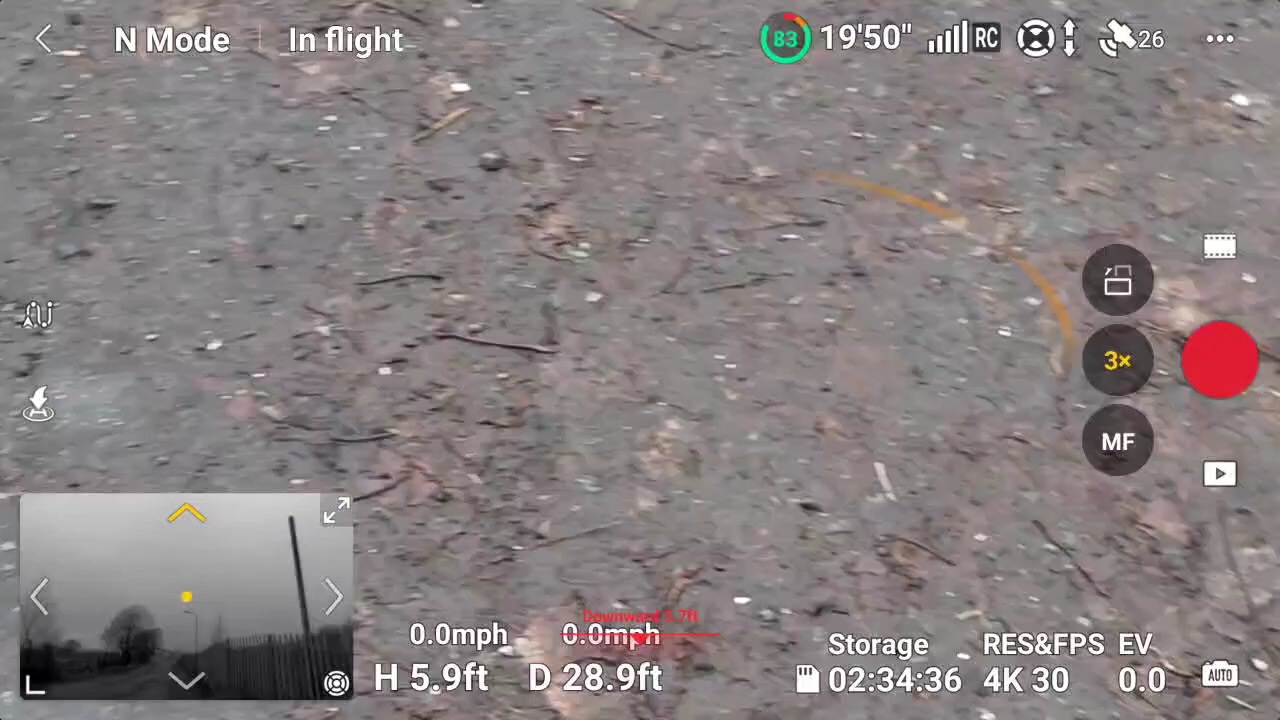 N Mode In flight 83 19'50" RC 26
3×
MF
Downward 5.7ft
0.0mph 0.0mph
H 5.9ft D 28.9ft
Storage RES&FPS EV
02:34:36 4K 30 0.0
AUTO
L